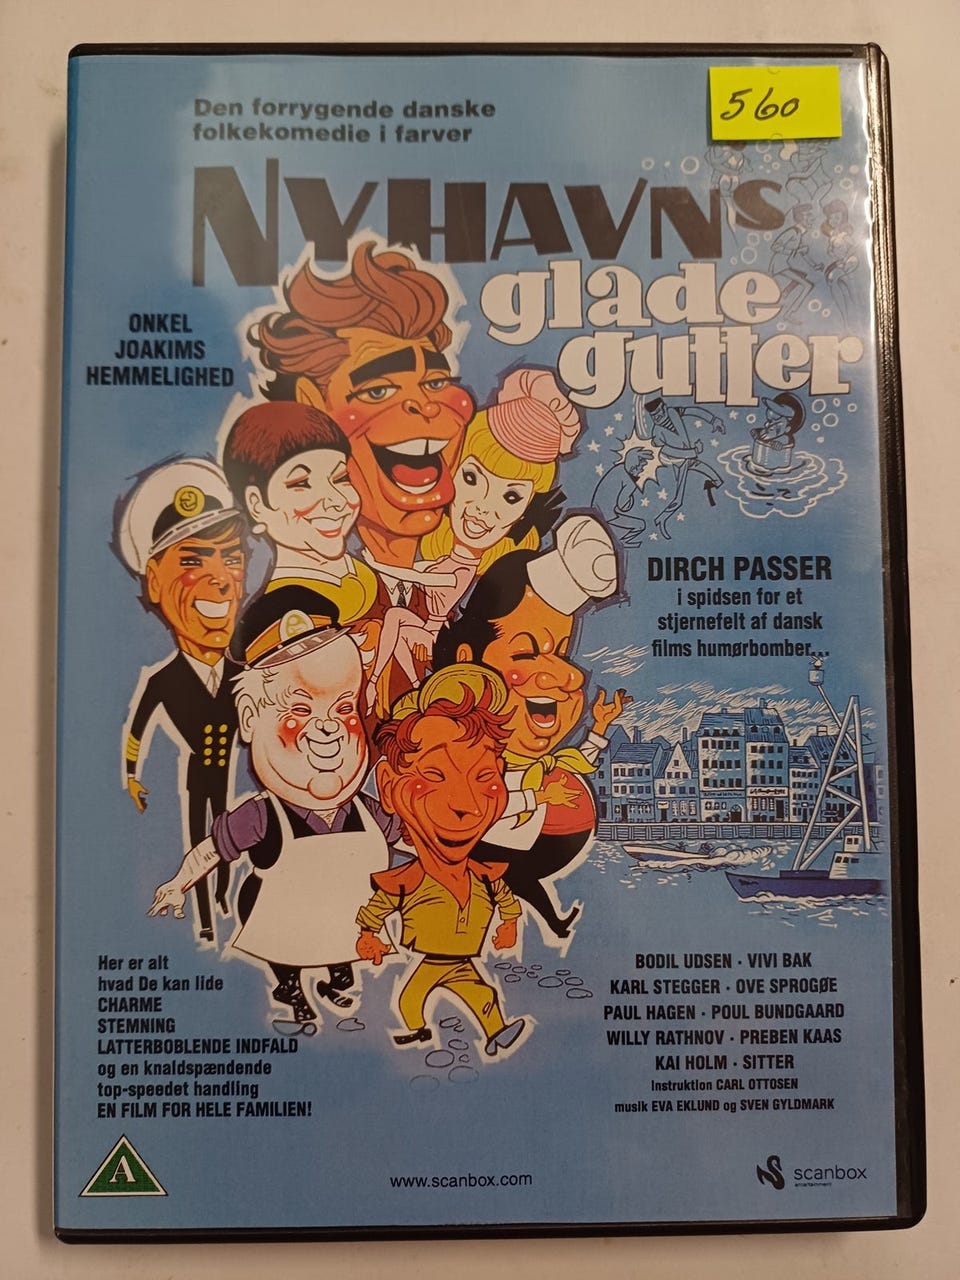 560
Den forrygende danske
folkekomedie i farver
NYHAVNs
glade
gutter
ONKEL
JOAKIMS
HEMMELIGHED
DIRCH PASSER
i spidsen for et
stjernefelt af dansk
films humørbomber...
Her er alt
hvad De kan lide
CHARME
STEMNING
LATTERBOBLENDE INDFALD
og en knaldspændende
top-speedet handling
EN FILM FOR HELE FAMILIEN!
BODIL UDSEN · VIVI BAK
KARL STEGGER · OVE SPROGØE
PAUL HAGEN · POUL BUNDGAARD
WILLY RATHNOV · PREBEN KAAS
KAI HOLM · SITTER
Instruktion CARL OTTOSEN
musik EVA EKLUND og SVEN GYLDMARK
A
www.scanbox.com
scanbox
entertainment